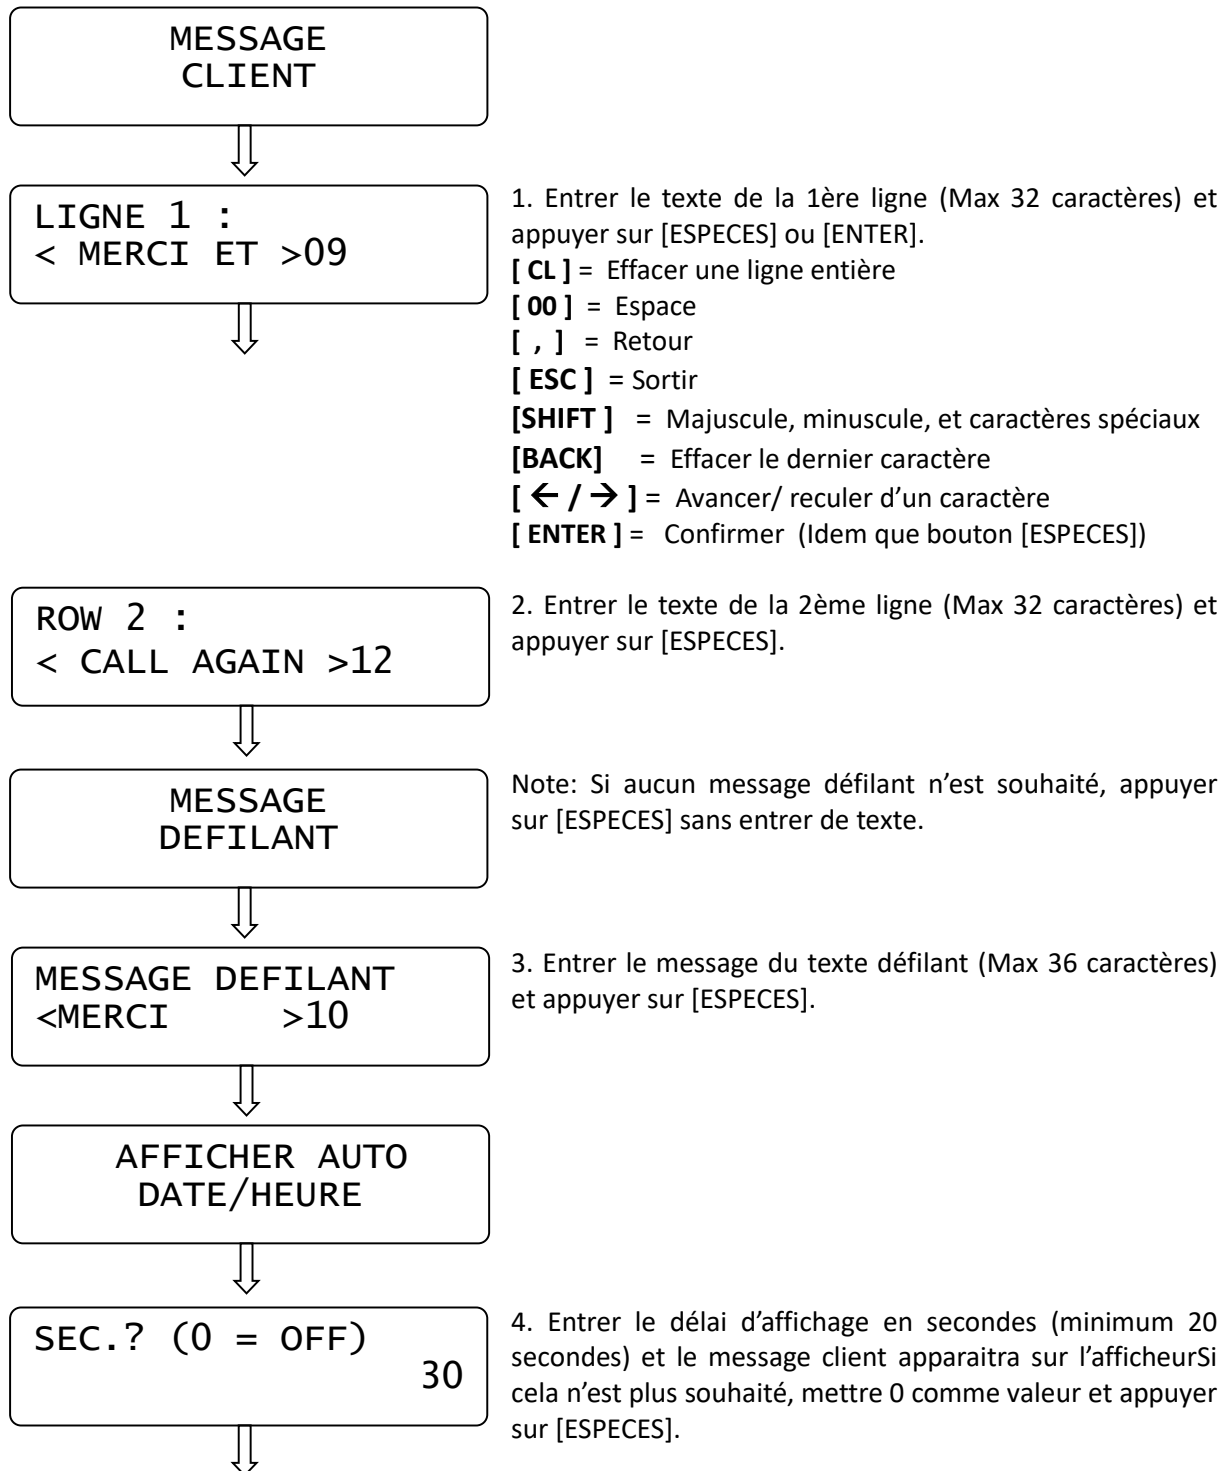 MESSAGE
CLIENT
LIGNE 1 :
< MERCI ET >09
1. Entrer le texte de la 1ère ligne (Max 32 caractères) et
appuyer sur [ESPECES] ou [ENTER].
[ CL ] = Effacer une ligne entière
[ 00 ] = Espace
[ , ] = Retour
[ ESC ] = Sortir
[SHIFT ] = Majuscule, minuscule, et caractères spéciaux
[BACK] = Effacer le dernier caractère
[ ← / → ] = Avancer/ reculer d’un caractère
[ ENTER ] = Confirmer (Idem que bouton [ESPECES])
ROW 2 :
< CALL AGAIN >12
2. Entrer le texte de la 2ème ligne (Max 32 caractères) et
appuyer sur [ESPECES].
MESSAGE
DEFILANT
Note: Si aucun message défilant n’est souhaité, appuyer
sur [ESPECES] sans entrer de texte.
MESSAGE DEFILANT
<MERCI >10
3. Entrer le message du texte défilant (Max 36 caractères)
et appuyer sur [ESPECES].
AFFICHER AUTO
DATE/HEURE
SEC.? (0 = OFF)
30
4. Entrer le délai d’affichage en secondes (minimum 20
secondes) et le message client apparaitra sur l’afficheurSi
cela n’est plus souhaité, mettre 0 comme valeur et appuyer
sur [ESPECES].